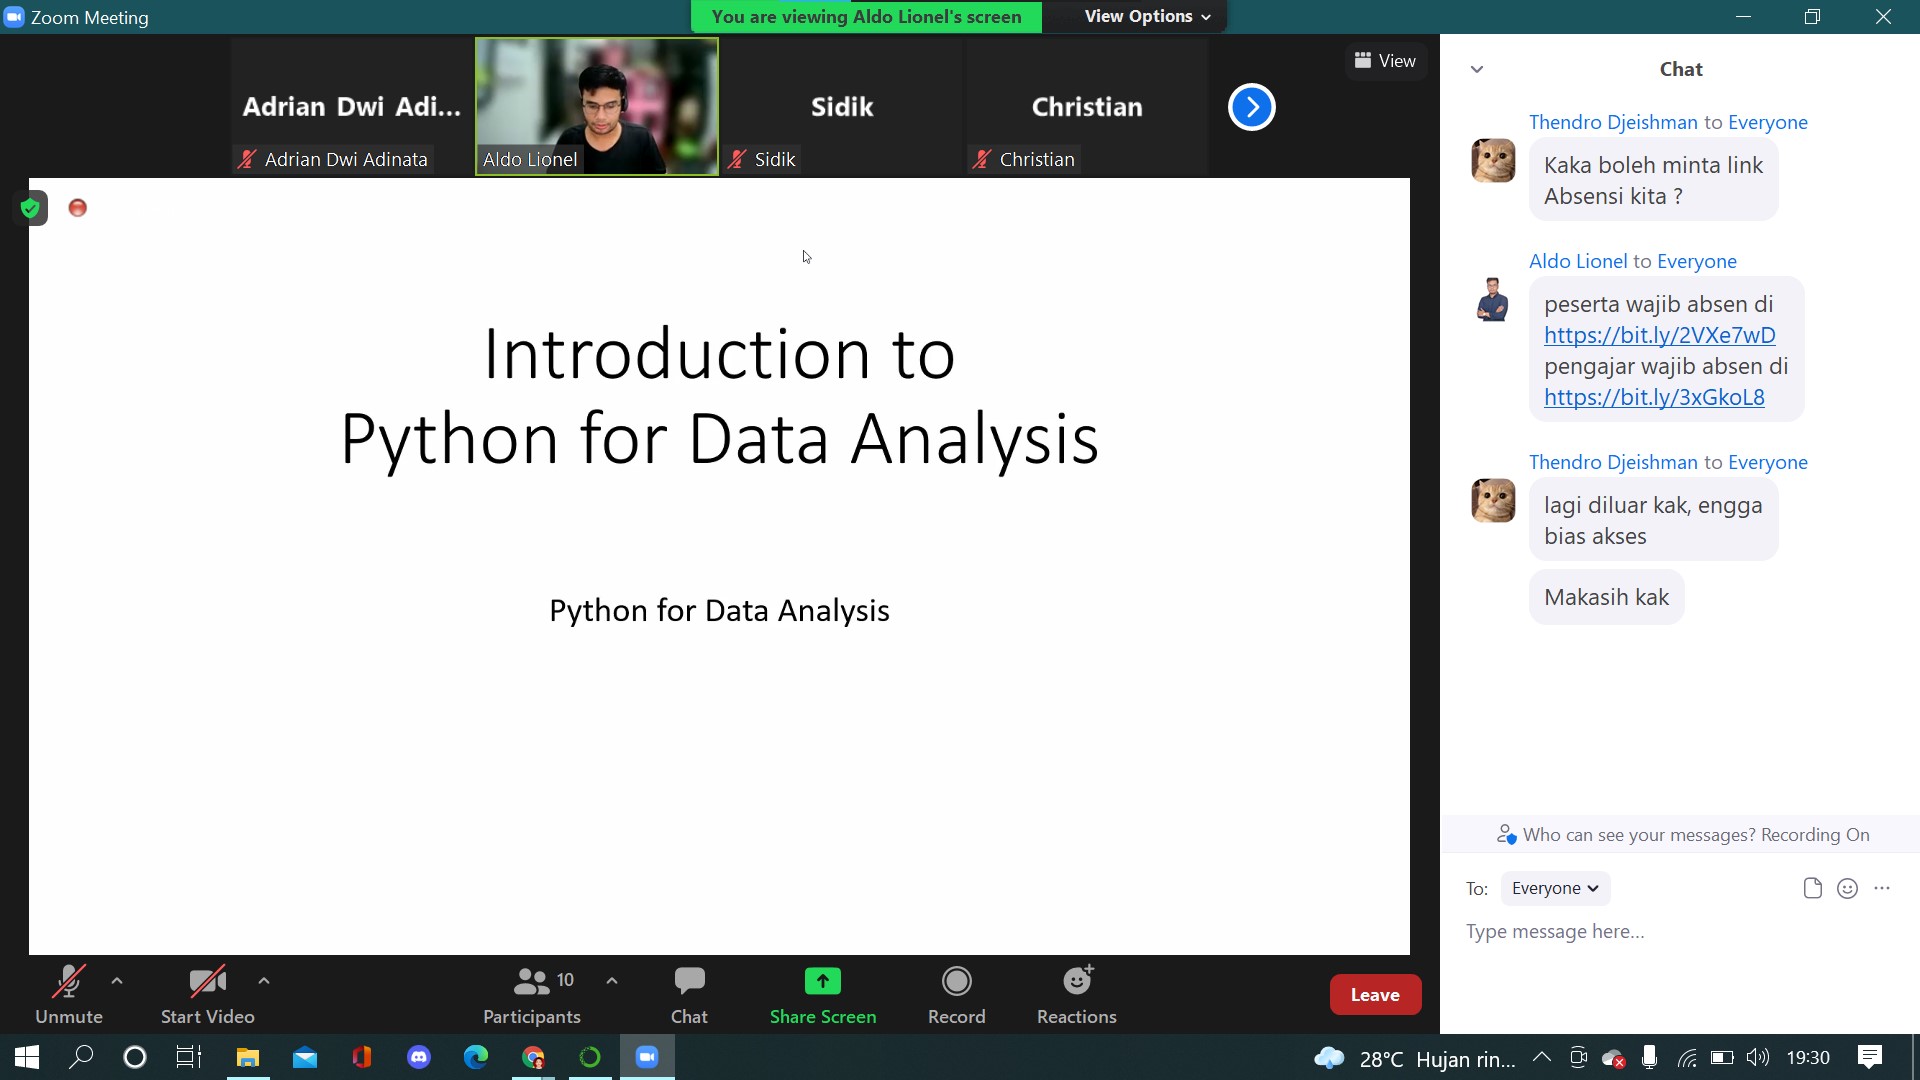 Zoom Meeting
You are viewing Aldo Lionel's screen
View Options
View
Adrian Dwi Adi...
Adrian Dwi Adinata
Aldo Lionel
Sidik
Sidik
Christian
Christian
Introduction to
Python for Data Analysis
Python for Data Analysis
Chat
Thendro Djeishman to Everyone
Kaka boleh minta link
Absensi kita ?
Aldo Lionel to Everyone
peserta wajib absen di
https://bit.ly/2VXe7wD
pengajar wajib absen di
https://bit.ly/3xGkoL8
Thendro Djeishman to Everyone
lagi diluar kak, engga
bias akses
Makasih kak
Who can see your messages? Recording On
To: Everyone
Type message here...
Unmute
Start Video
10
Participants
Chat
Share Screen
Record
Reactions
Leave
28°C Hujan rin...
19:30